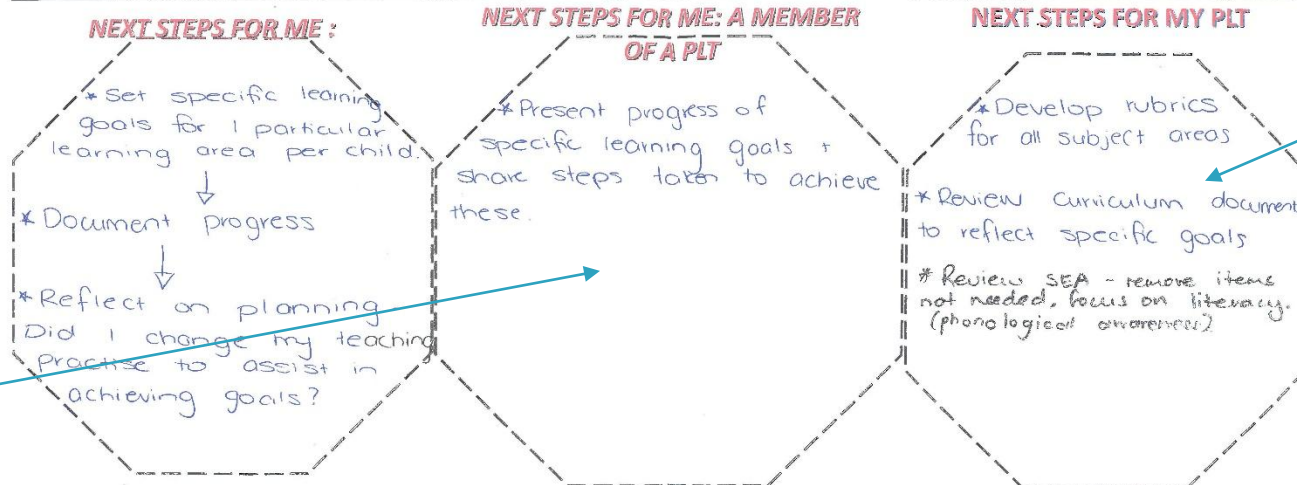 NEXT STEPS FOR ME :
* Set specific learning
goals for 1 particular
learning area per child.
* Document progress
* Reflect on planning
Did I change my teaching
Practise to assist in
achieving goals?
NEXT STEPS FOR ME: A MEMBER
OF A PLT
* Present progress of
specific learning goals +
share steps taken to achieve
these.
NEXT STEPS FOR MY PLT
* Develop rubrics
for all subject areas
* Review curriculum document
to reflect specific goals
* Review SEA - remove items
not needed, focus on literacy.
(phonological awareness)